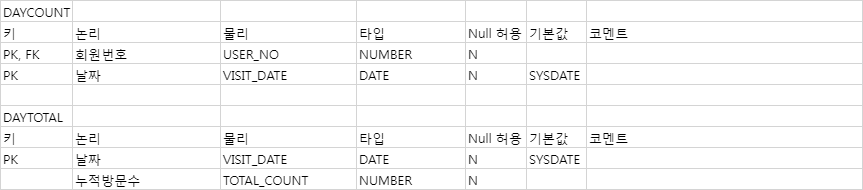 DAYCOUNT
키 논리 물리 타입 Null 허용 기본값 코멘트
PK, FK 회원번호 USER_NO NUMBER N
PK 날짜 VISIT_DATE DATE N SYSDATE
DAYTOTAL
키 논리 물리 타입 Null 허용 기본값 코멘트
PK 날짜 VISIT_DATE DATE N SYSDATE
누적방문수 TOTAL_COUNT NUMBER N